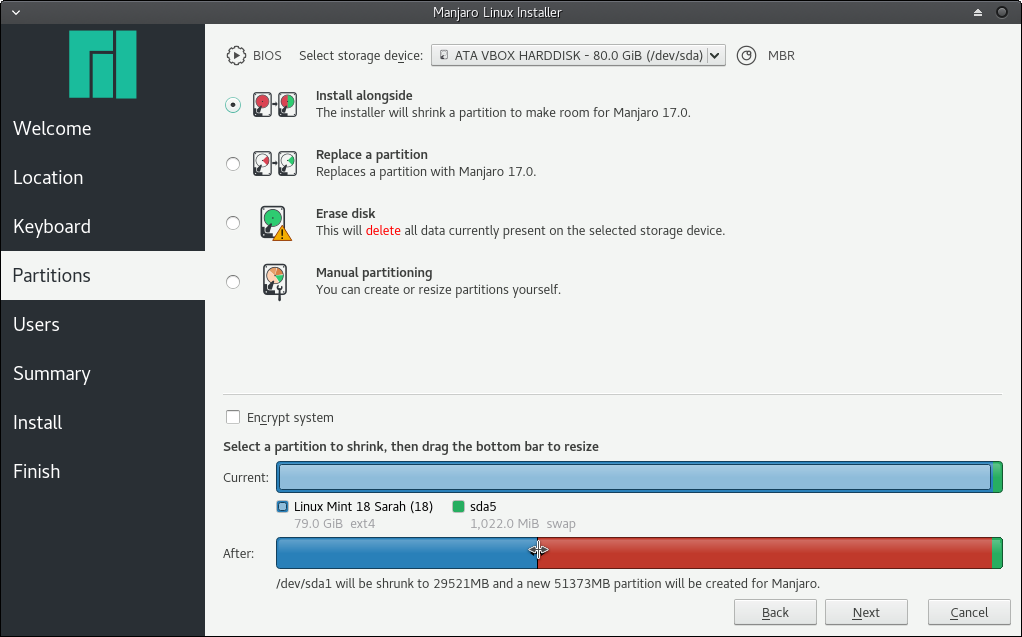 Manjaro Linux Installer
Welcome
Location
Keyboard
Partitions
Users
Summary
Install
Finish
BIOS Select storage device: ATA VBOX HARDDISK - 80.0 GiB (/dev/sda) MBR
Install alongside
The installer will shrink a partition to make room for Manjaro 17.0.
Replace a partition
Replaces a partition with Manjaro 17.0.
Erase disk
This will delete all data currently present on the selected storage device.
Manual partitioning
You can create or resize partitions yourself.
Encrypt system
Select a partition to shrink, then drag the bottom bar to resize
Current:
Linux Mint 18 Sarah (18) sda5
79.0 GiB ext4 1,022.0 MiB swap
After:
/dev/sda1 will be shrunk to 29521MB and a new 51373MB partition will be created for Manjaro.
Back Next Cancel